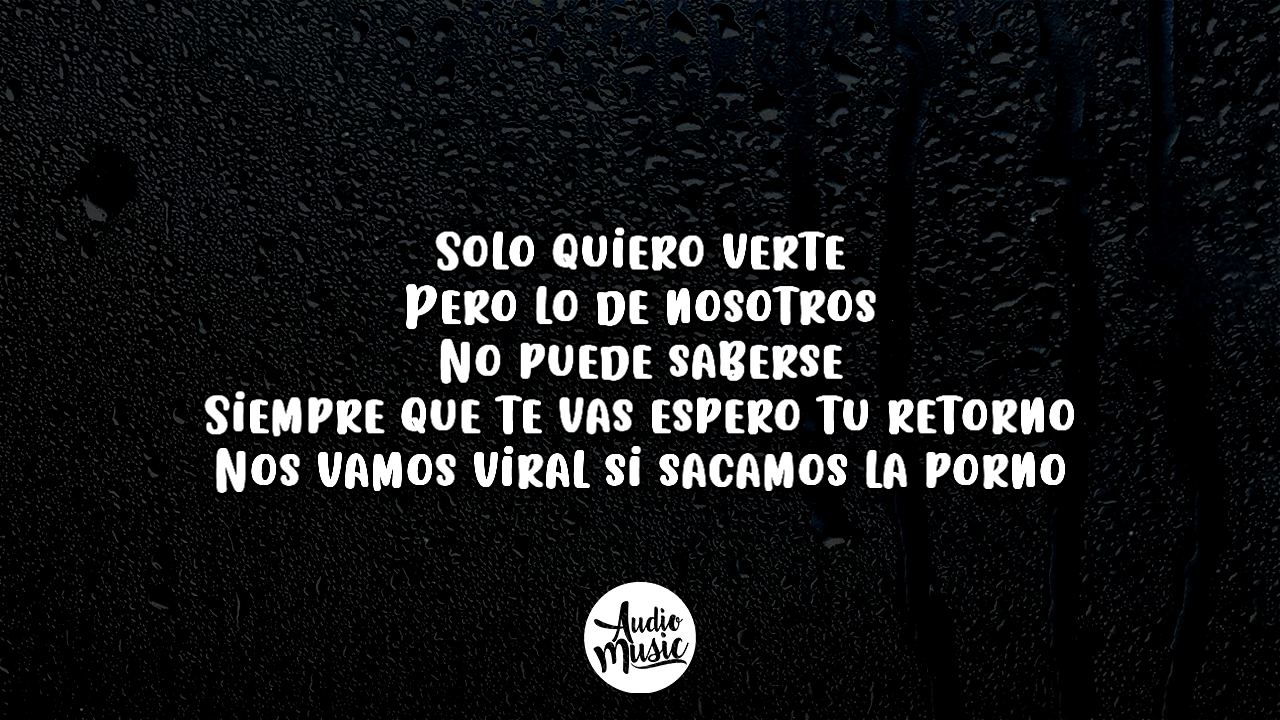 Solo quiero verte
Pero lo de nosotros
No puede saberse
Siempre que te vas espero tu retorno
Nos vamos viral si sacamos la porno
Audio
Music